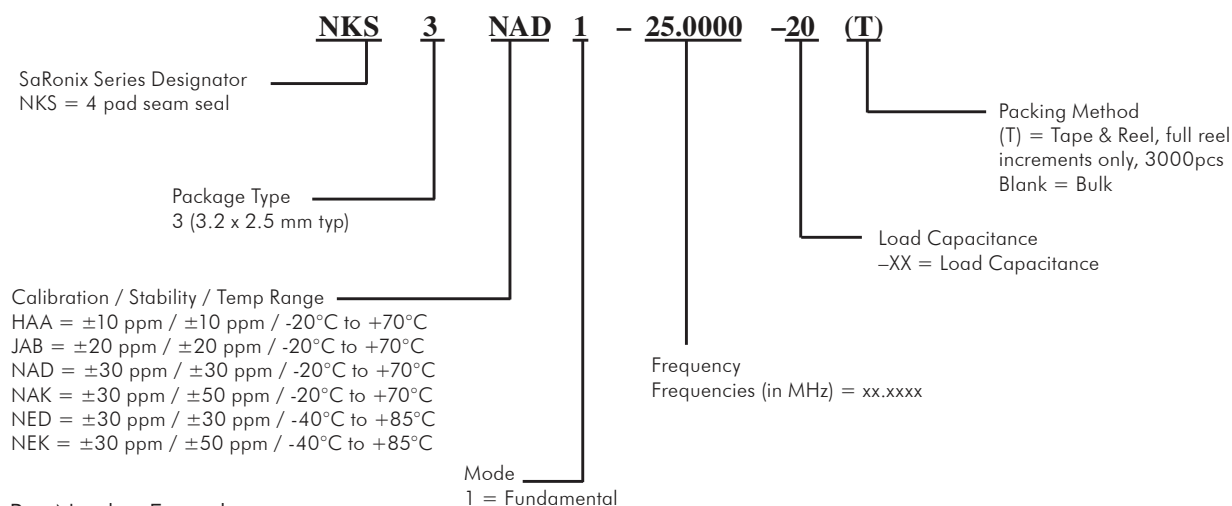 NKS 3 NAD 1 – 25.0000 –20 (T)
SaRonix Series Designator
NKS = 4 pad seam seal
Packing Method
(T) = Tape & Reel, full reel
increments only, 3000pcs
Blank = Bulk
Package Type
3 (3.2 x 2.5 mm typ)
Load Capacitance
–XX = Load Capacitance
Calibration / Stability / Temp Range
HAA = ±10 ppm / ±10 ppm / -20°C to +70°C
JAB = ±20 ppm / ±20 ppm / -20°C to +70°C
NAD = ±30 ppm / ±30 ppm / -20°C to +70°C
NAK = ±30 ppm / ±50 ppm / -20°C to +70°C
NED = ±30 ppm / ±30 ppm / -40°C to +85°C
NEK = ±30 ppm / ±50 ppm / -40°C to +85°C
Frequency
Frequencies (in MHz) = xx.xxxx
Mode
1 = Fundamental